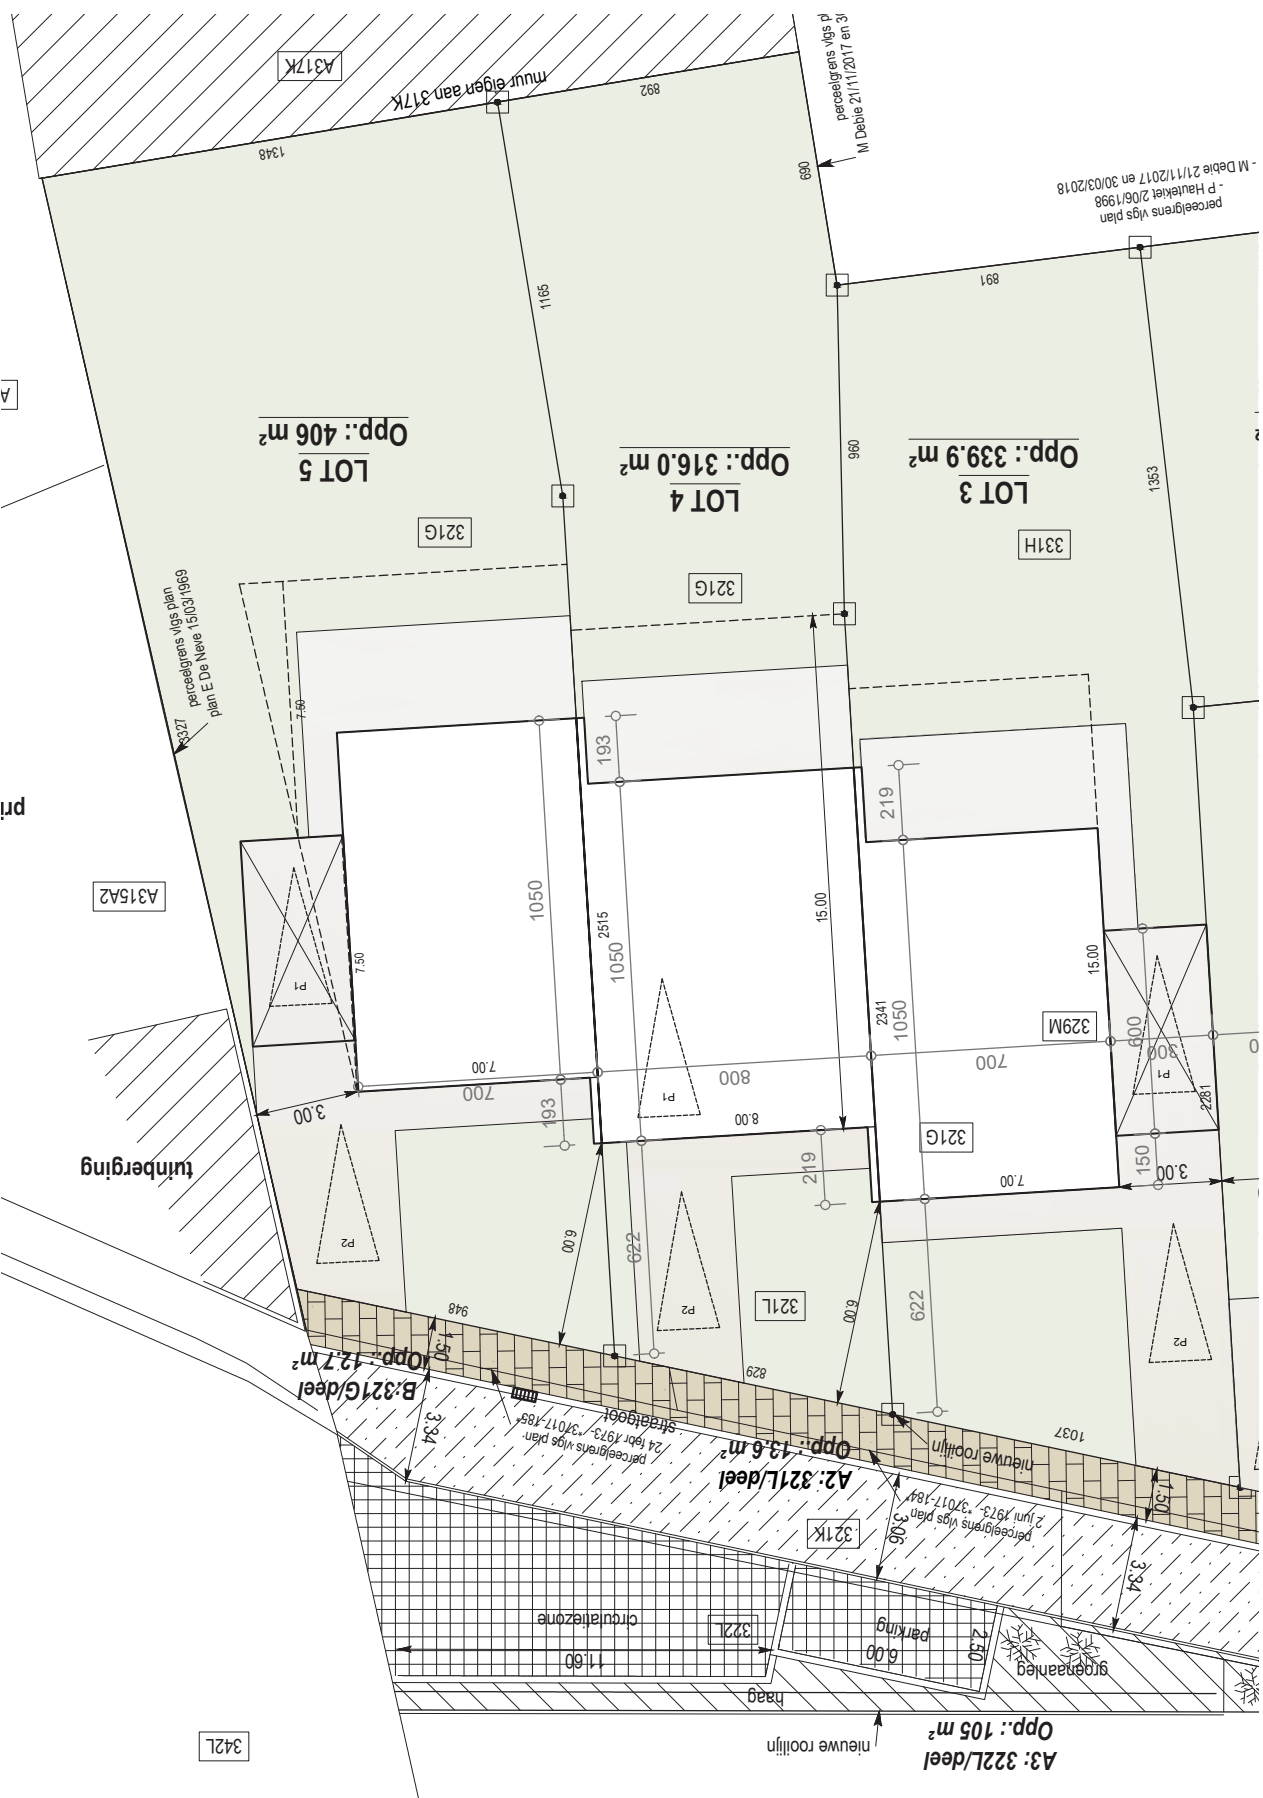 A3: 322L/deel
Opp.: 105 m²
nieuwe rooilijn
342L
haag
groenaanleg
parking
6.00
2.50
11.60
322L
circulatiezone
3.34
3.06
3.34
321K
perceelgrens vlgs plan
2 juni 1973- *37017-184*
perceelgrens vlgs plan
24 febr 1973- *37017-185*
straatgoot
A2: 321L/deel
Opp.: 13.6 m²
B:321G/deel
Opp.: 12.7 m²
nieuwe rooilijn
1.50
1.50
1037
829
948
P2
P2
P2
321L
622
622
6.00
6.00
tuinberging
3.00
150
3.00
7.00
219
8.00
193
321G
2281
P1
P1
P1
300
600
700
800
700
7.00
329M
15.00
1050
2341
15.00
1050
2515
1050
7.50
A315A2
219
193
7.50
3327
perceelgrens vlgs plan
plan E De Neve 15/03/1969
331H
321G
321G
LOT 3
Opp.: 339.9 m²
LOT 4
Opp.: 316.0 m²
LOT 5
Opp.: 406 m²
1353
960
1165
891
690
892
1348
perceelgrens vlgs plan
- P Hautekiet 2/06/1998
- M Debie 21/11/2017 en 30/03/2018
perceelgrens vlgs p
M Debie 21/11/2017 en 3
muur eigen aan 317K
A317K
pri
A